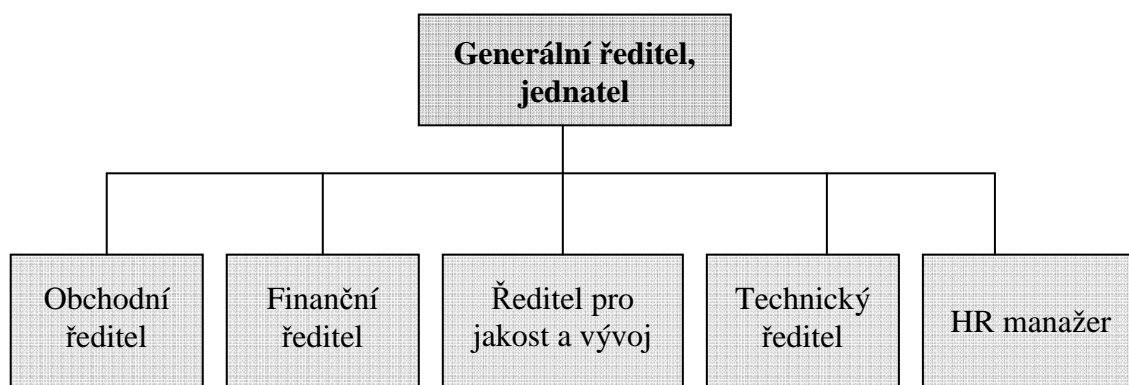 Generální ředitel,
jednatel
Obchodní
ředitel
Finanční
ředitel
Ředitel pro
jakost a vývoj
Technický
ředitel
HR manažer